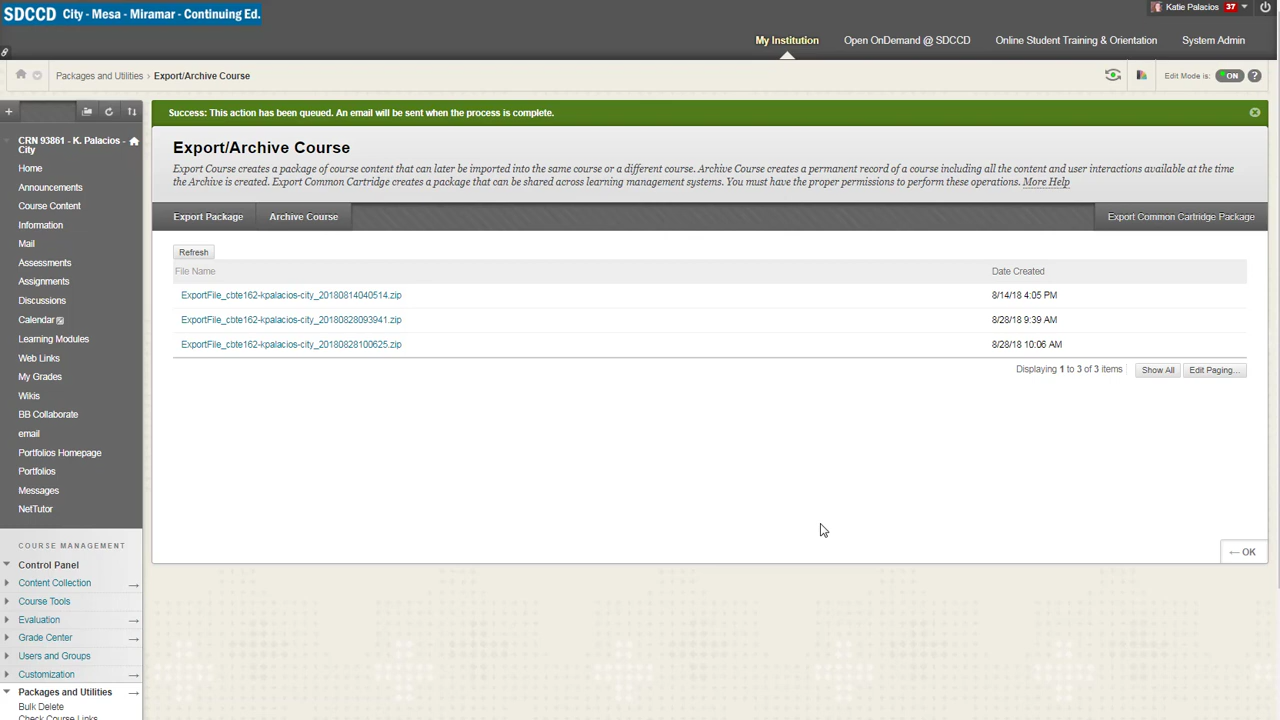 SDCCD City - Mesa - Miramar - Continuing Ed.
Katie Palacios 37
My Institution
Open OnDemand @ SDCCD
Online Student Training & Orientation
System Admin
Packages and Utilities > Export/Archive Course
Edit Mode is: ON ?
Success: This action has been queued. An email will be sent when the process is complete.
Export/Archive Course
Export Course creates a package of course content that can later be imported into the same course or a different course. Archive Course creates a permanent record of a course including all the content and user interactions available at the time
the Archive is created. Export Common Cartridge creates a package that can be shared across learning management systems. You must have the proper permissions to perform these operations. More Help
Export Package
Archive Course
Export Common Cartridge Package
Refresh
File Name
Date Created
ExportFile_cbte162-kpalacios-city_20180814040514.zip
8/14/18 4:05 PM
ExportFile_cbte162-kpalacios-city_20180828093941.zip
8/28/18 9:39 AM
ExportFile_cbte162-kpalacios-city_20180828100625.zip
8/28/18 10:06 AM
Displaying 1 to 3 of 3 items
Show All
Edit Paging...
← OK
CRN 93861 - K. Palacios -
City
Home
Announcements
Course Content
Information
Mail
Assessments
Assignments
Discussions
Calendar
Learning Modules
Web Links
My Grades
Wikis
BB Collaborate
email
Portfolios Homepage
Portfolios
Messages
NetTutor
COURSE MANAGEMENT
Control Panel
Content Collection
Course Tools
Evaluation
Grade Center
Users and Groups
Customization
Packages and Utilities
Bulk Delete
Check Course Links